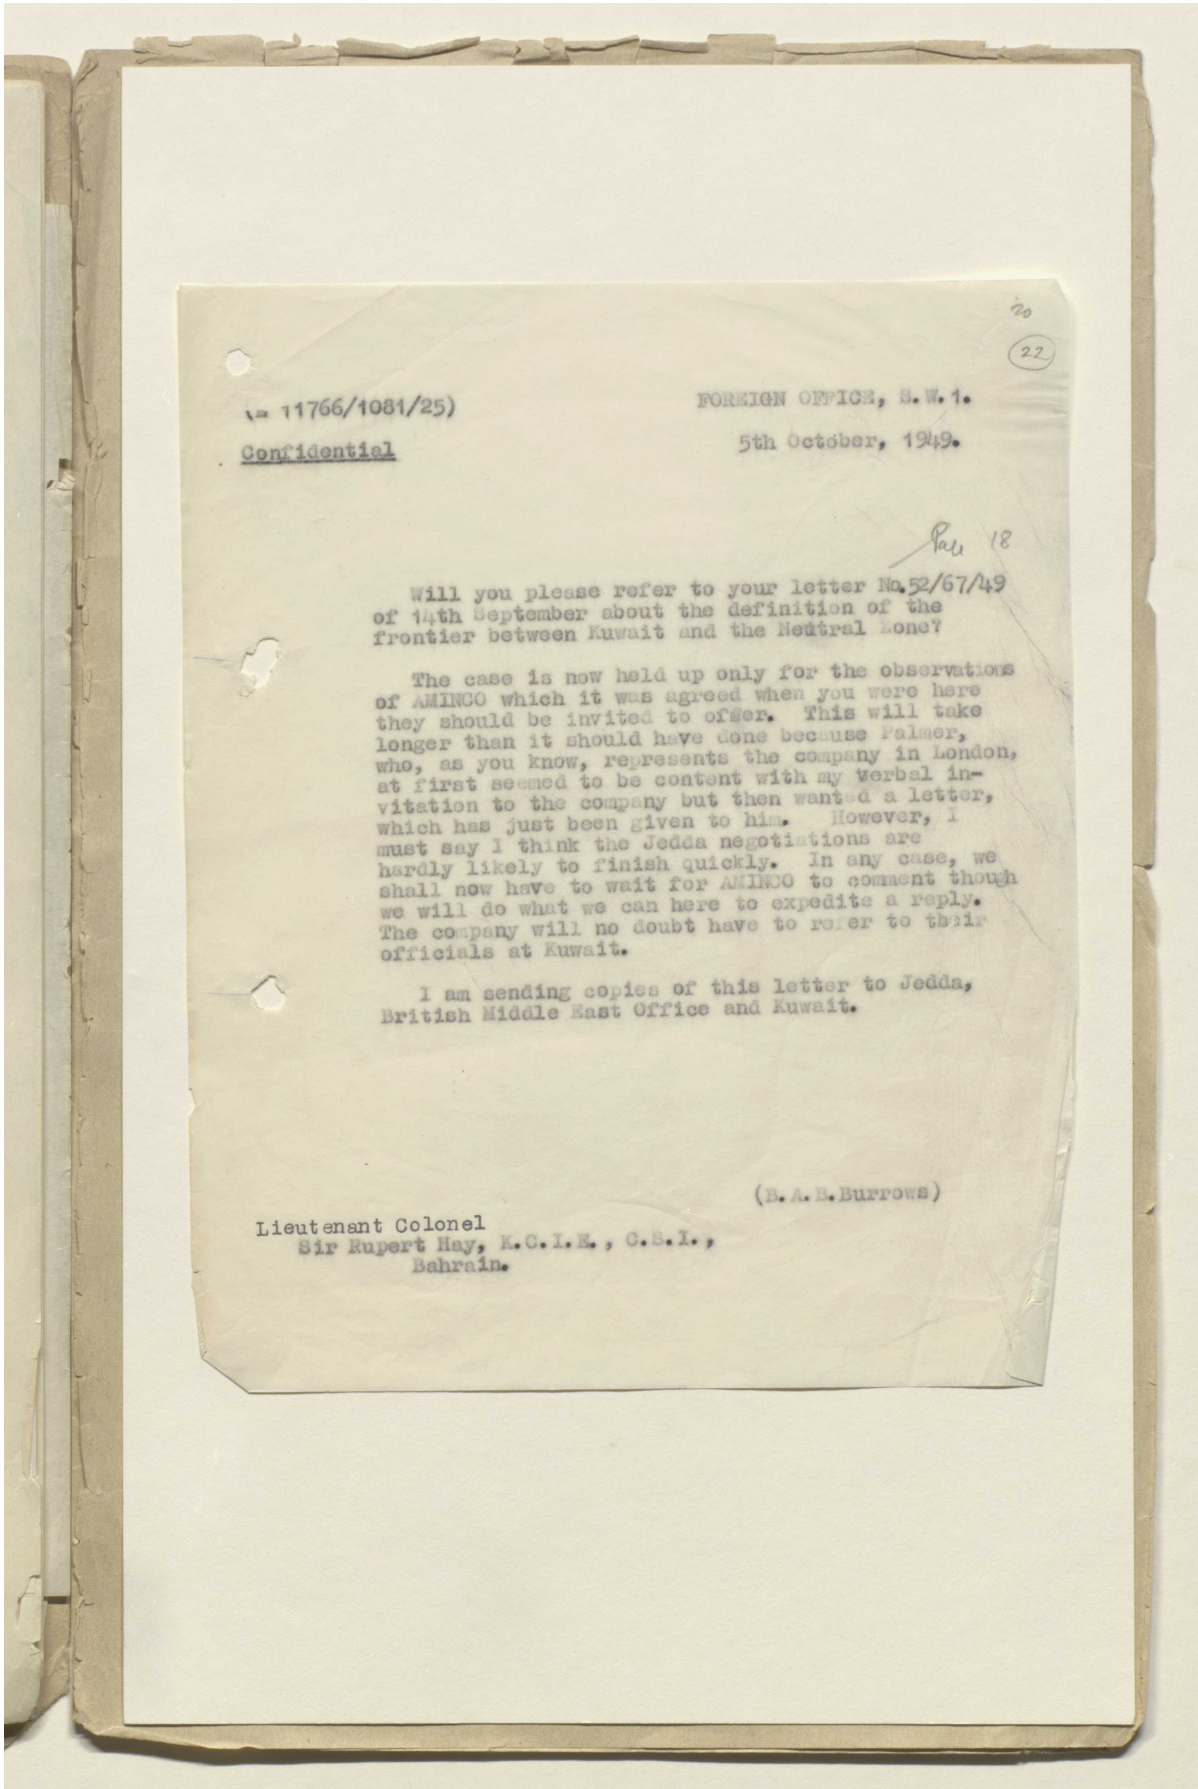 20
22
(E 11766/1081/25)
FOREIGN OFFICE, S.W.1.
Confidential
5th October, 1949.
18
Will you please refer to your letter No.52/67/49
of 14th September about the definition of the
frontier between Kuwait and the Neutral Zone?
The case is now held up only for the observations
of AMINCO which it was agreed when you were here
they should be invited to offer. This will take
longer than it should have done because Palmer,
who, as you know, represents the company in London,
at first seemed to be content with my verbal in-
vitation to the company but then wanted a letter,
which has just been given to him. However, I
must say I think the Jedda negotiations are
hardly likely to finish quickly. In any case, we
shall now have to wait for AMINCO to comment though
we will do what we can here to expedite a reply.
The company will no doubt have to refer to their
officials at Kuwait.
I am sending copies of this letter to Jedda,
British Middle East Office and Kuwait.
(B.A.B.Burrows)
Lieutenant Colonel
Sir Rupert Hay, K.C.I.E., C.S.I.,
Bahrain.